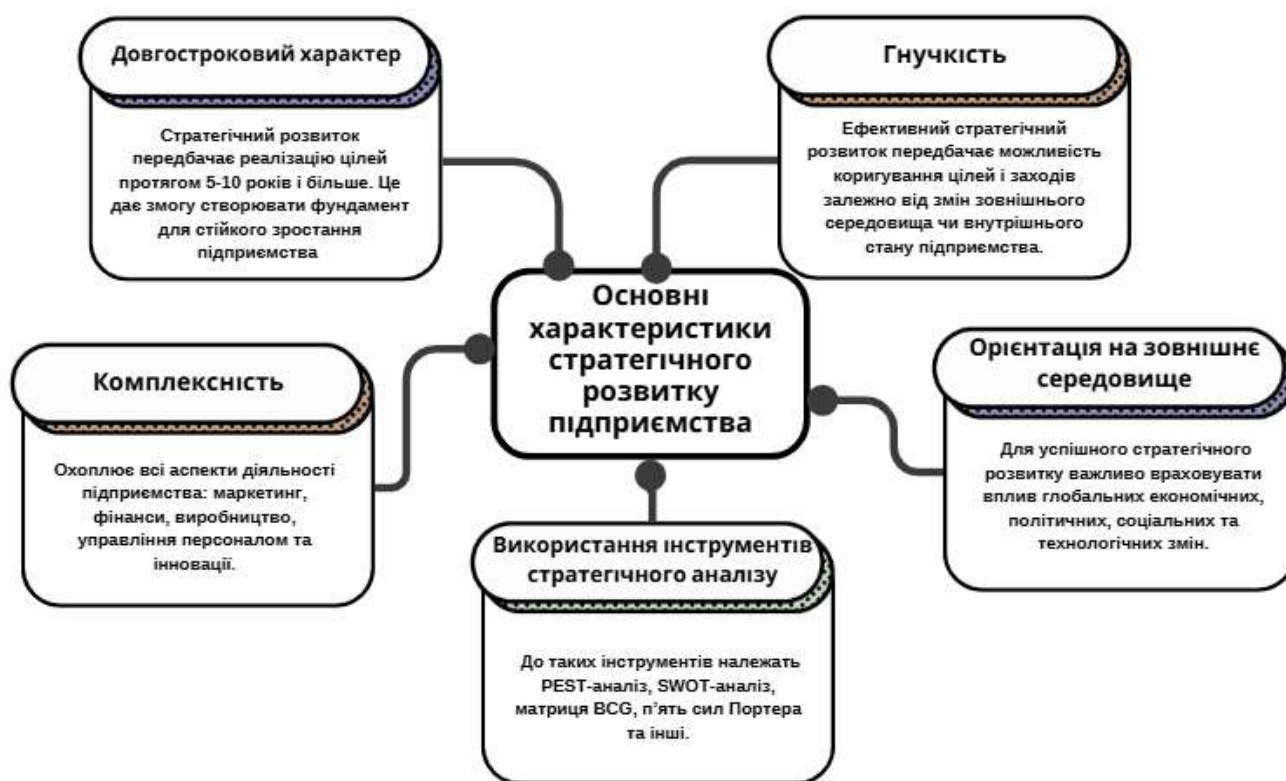 Довгостроковий характер
Стратегічний розвиток
передбачає реалізацію цілей
протягом 5-10 років і більше. Це
дає змогу створювати фундамент
для стійкого зростання
підприємства
Гнучкість
Ефективний стратегічний
розвиток передбачає можливість
коригування цілей і заходів
залежно від змін зовнішнього
середовища чи внутрішнього
стану підприємства.
Основні
характеристики
стратегічного
розвитку
підприємства
Комплексність
Охоплює всі аспекти діяльності
підприємства: маркетинг,
фінанси, виробництво,
управління персоналом та
інновації.
Орієнтація на зовнішнє
середовище
Для успішного стратегічного
розвитку важливо враховувати
вплив глобальних економічних,
політичних, соціальних та
технологічних змін.
Використання інструментів
стратегічного аналізу
До таких інструментів належать
PEST-аналіз, SWOT-аналіз,
матриця BCG, п'ять сил Портера
та інші.